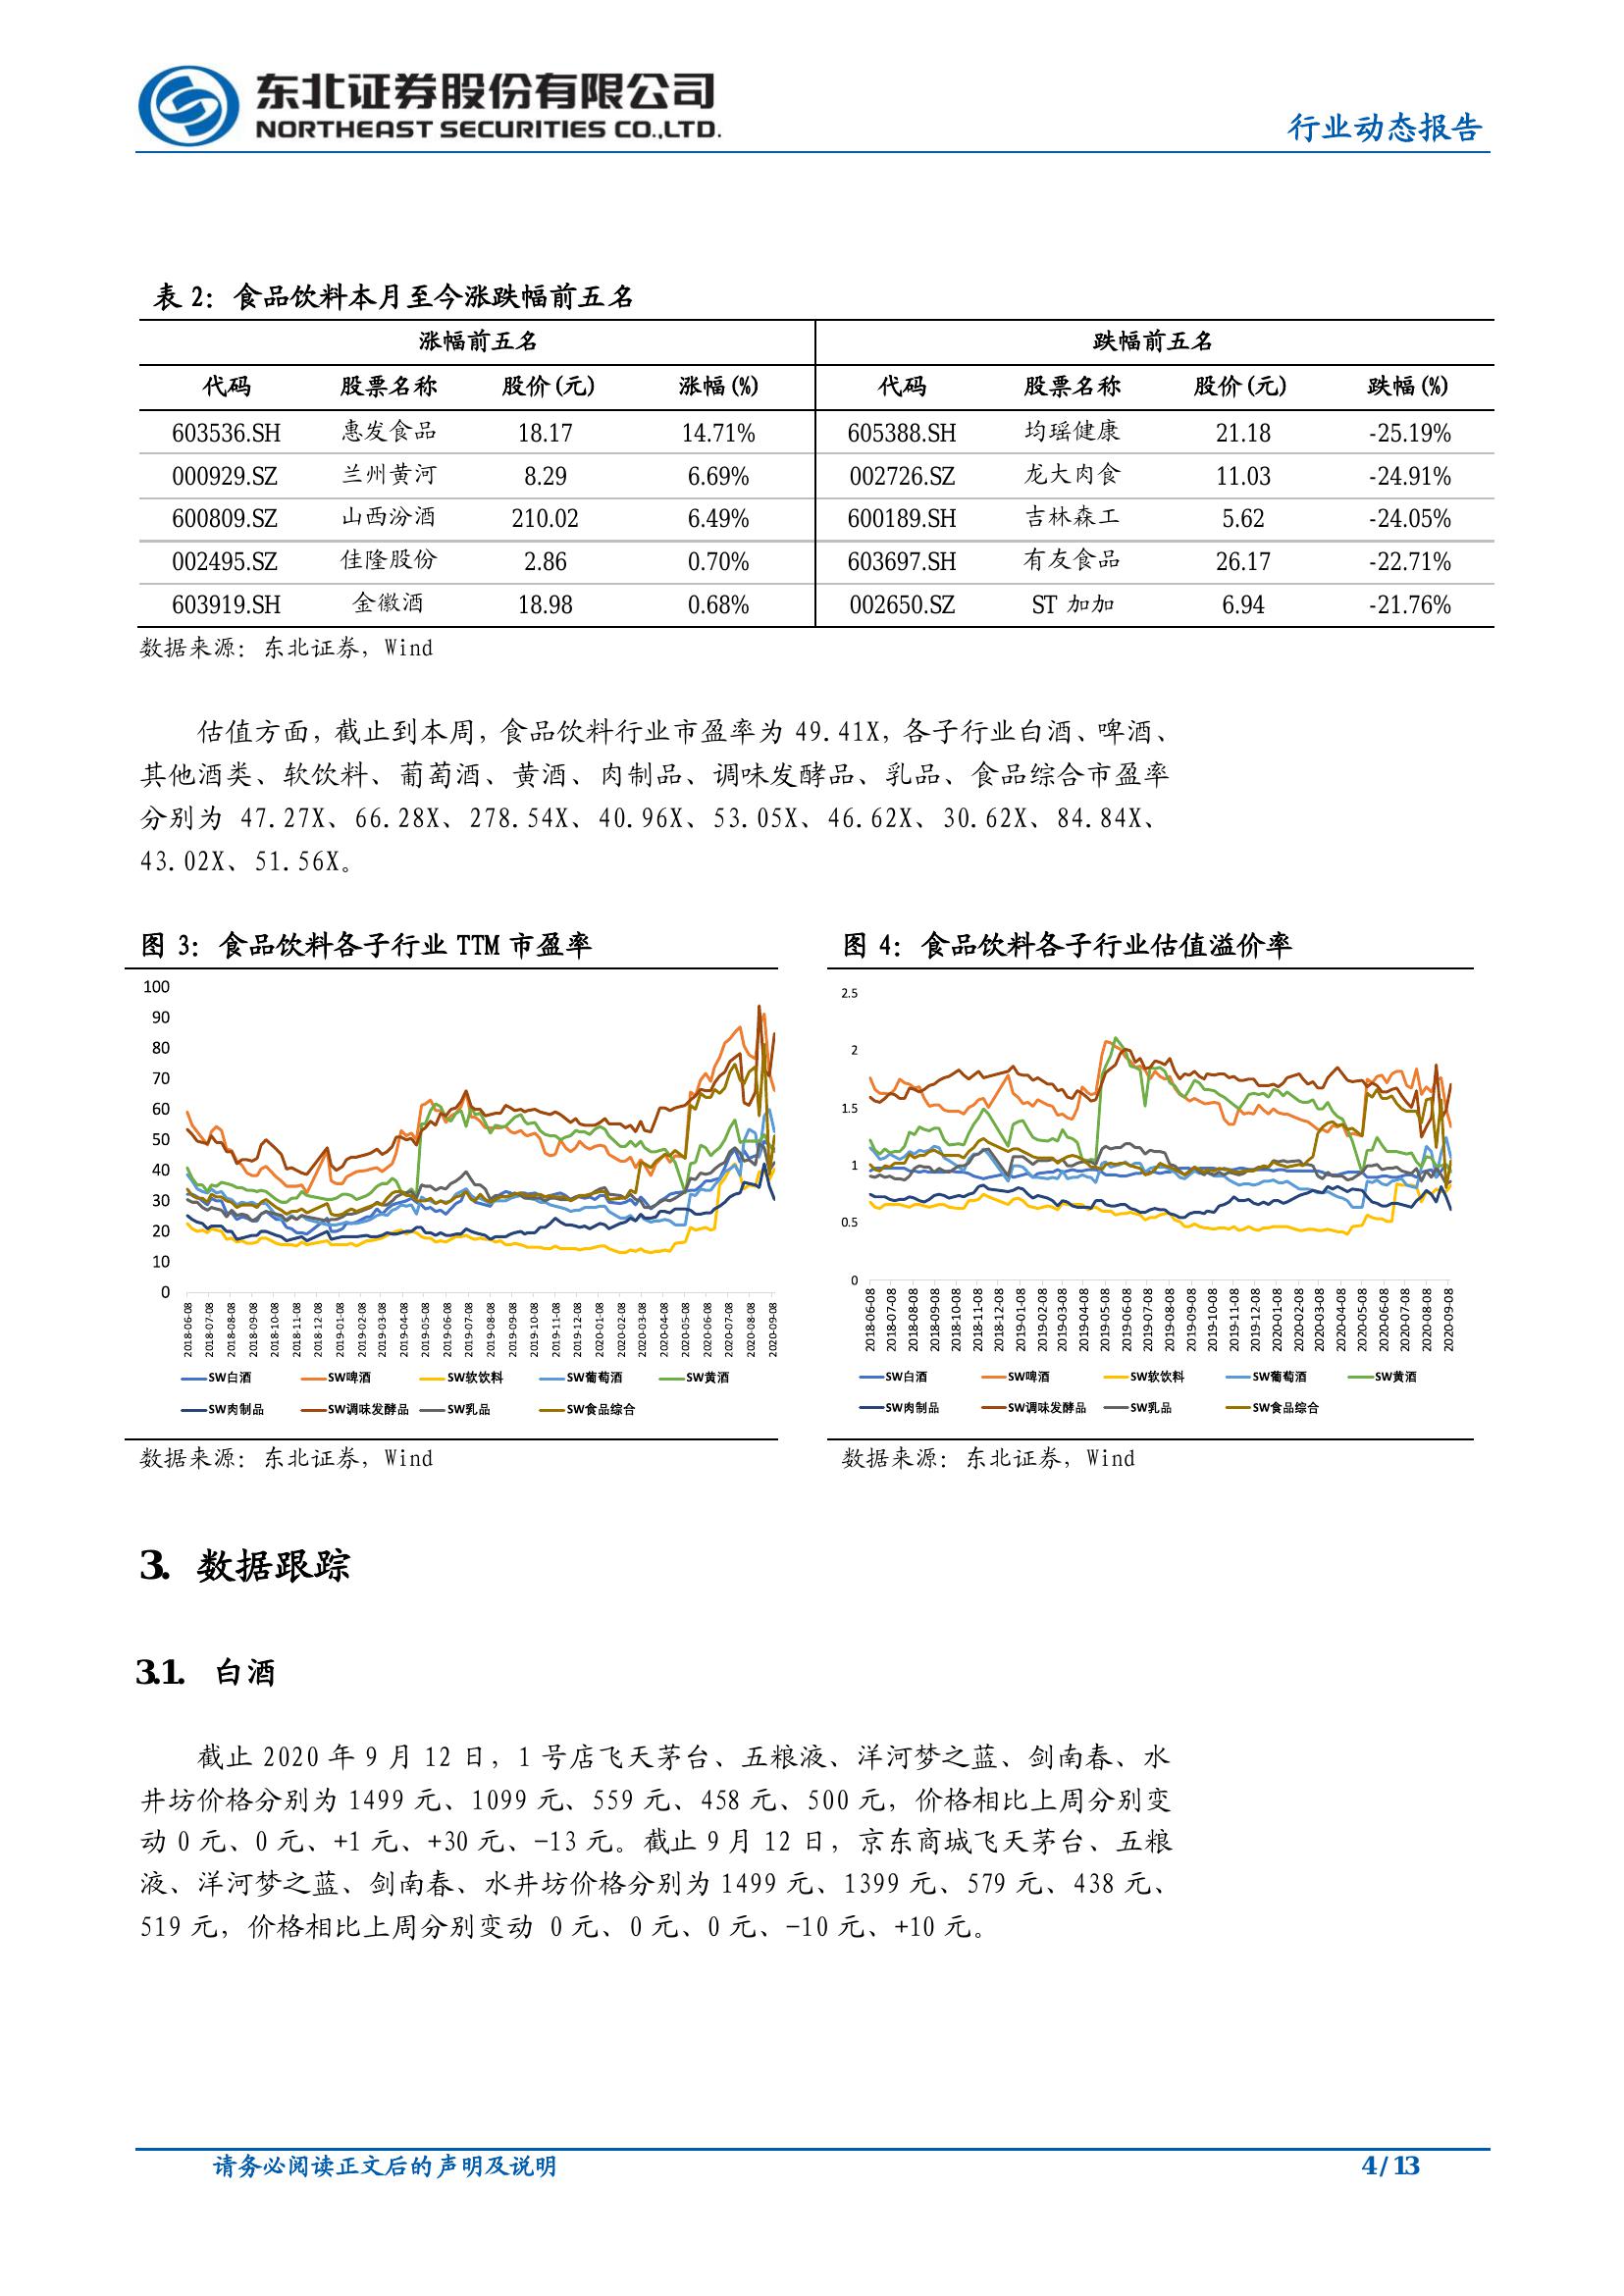 东北证券股份有限公司
NORTHEAST SECURITIES CO.,LTD.
行业动态报告
表 2：食品饮料本月至今涨跌幅前五名
涨幅前五名 跌幅前五名
代码 股票名称 股价(元) 涨幅(%) 代码 股票名称 股价(元) 跌幅(%)
603536.SH 惠发食品 18.17 14.71% 605388.SH 均瑶健康 21.18 -25.19%
000929.SZ 兰州黄河 8.29 6.69% 002726.SZ 龙大肉食 11.03 -24.91%
600809.SZ 山西汾酒 210.02 6.49% 600189.SH 吉林森工 5.62 -24.05%
002495.SZ 佳隆股份 2.86 0.70% 603697.SH 有友食品 26.17 -22.71%
603919.SH 金徽酒 18.98 0.68% 002650.SZ ST 加加 6.94 -21.76%
数据来源：东北证券，Wind
估值方面，截止到本周，食品饮料行业市盈率为 49.41X，各子行业白酒、啤酒、
其他酒类、软饮料、葡萄酒、黄酒、肉制品、调味发酵品、乳品、食品综合市盈率
分别为 47.27X、66.28X、278.54X、40.96X、53.05X、46.62X、30.62X、84.84X、
43.02X、51.56X。
图 3：食品饮料各子行业 TTM 市盈率
100
90
80
70
60
50
40
30
20
10
0
2018-06-08 2018-07-08 2018-08-08 2018-09-08 2018-10-08 2018-11-08 2018-12-08 2019-01-08 2019-02-08 2019-03-08 2019-04-08 2019-05-08 2019-06-08 2019-07-08 2019-08-08 2019-09-08 2019-10-08 2019-11-08 2019-12-08 2020-01-08 2020-02-08 2020-03-08 2020-04-08 2020-05-08 2020-06-08 2020-07-08 2020-08-08 2020-09-08
SW白酒 SW啤酒 SW软饮料 SW葡萄酒 SW黄酒
SW肉制品 SW调味发酵品 SW乳品 SW食品综合
数据来源：东北证券，Wind
图 4：食品饮料各子行业估值溢价率
2.5
2
1.5
1
0.5
0
2018-06-08 2018-07-08 2018-08-08 2018-09-08 2018-10-08 2018-11-08 2018-12-08 2019-01-08 2019-02-08 2019-03-08 2019-04-08 2019-05-08 2019-06-08 2019-07-08 2019-08-08 2019-09-08 2019-10-08 2019-11-08 2019-12-08 2020-01-08 2020-02-08 2020-03-08 2020-04-08 2020-05-08 2020-06-08 2020-07-08 2020-08-08 2020-09-08
SW白酒 SW啤酒 SW软饮料 SW葡萄酒 SW黄酒
SW肉制品 SW调味发酵品 SW乳品 SW食品综合
数据来源：东北证券，Wind
3. 数据跟踪
3.1. 白酒
截止 2020 年 9 月 12 日，1 号店飞天茅台、五粮液、洋河梦之蓝、剑南春、水
井坊价格分别为 1499 元、1099 元、559 元、458 元、500 元，价格相比上周分别变
动 0 元、0 元、+1 元、+30 元、-13 元。截止 9 月 12 日，京东商城飞天茅台、五粮
液、洋河梦之蓝、剑南春、水井坊价格分别为 1499 元、1399 元、579 元、438 元、
519 元，价格相比上周分别变动 0 元、0 元、0 元、-10 元、+10 元。
请务必阅读正文后的声明及说明
4 / 13